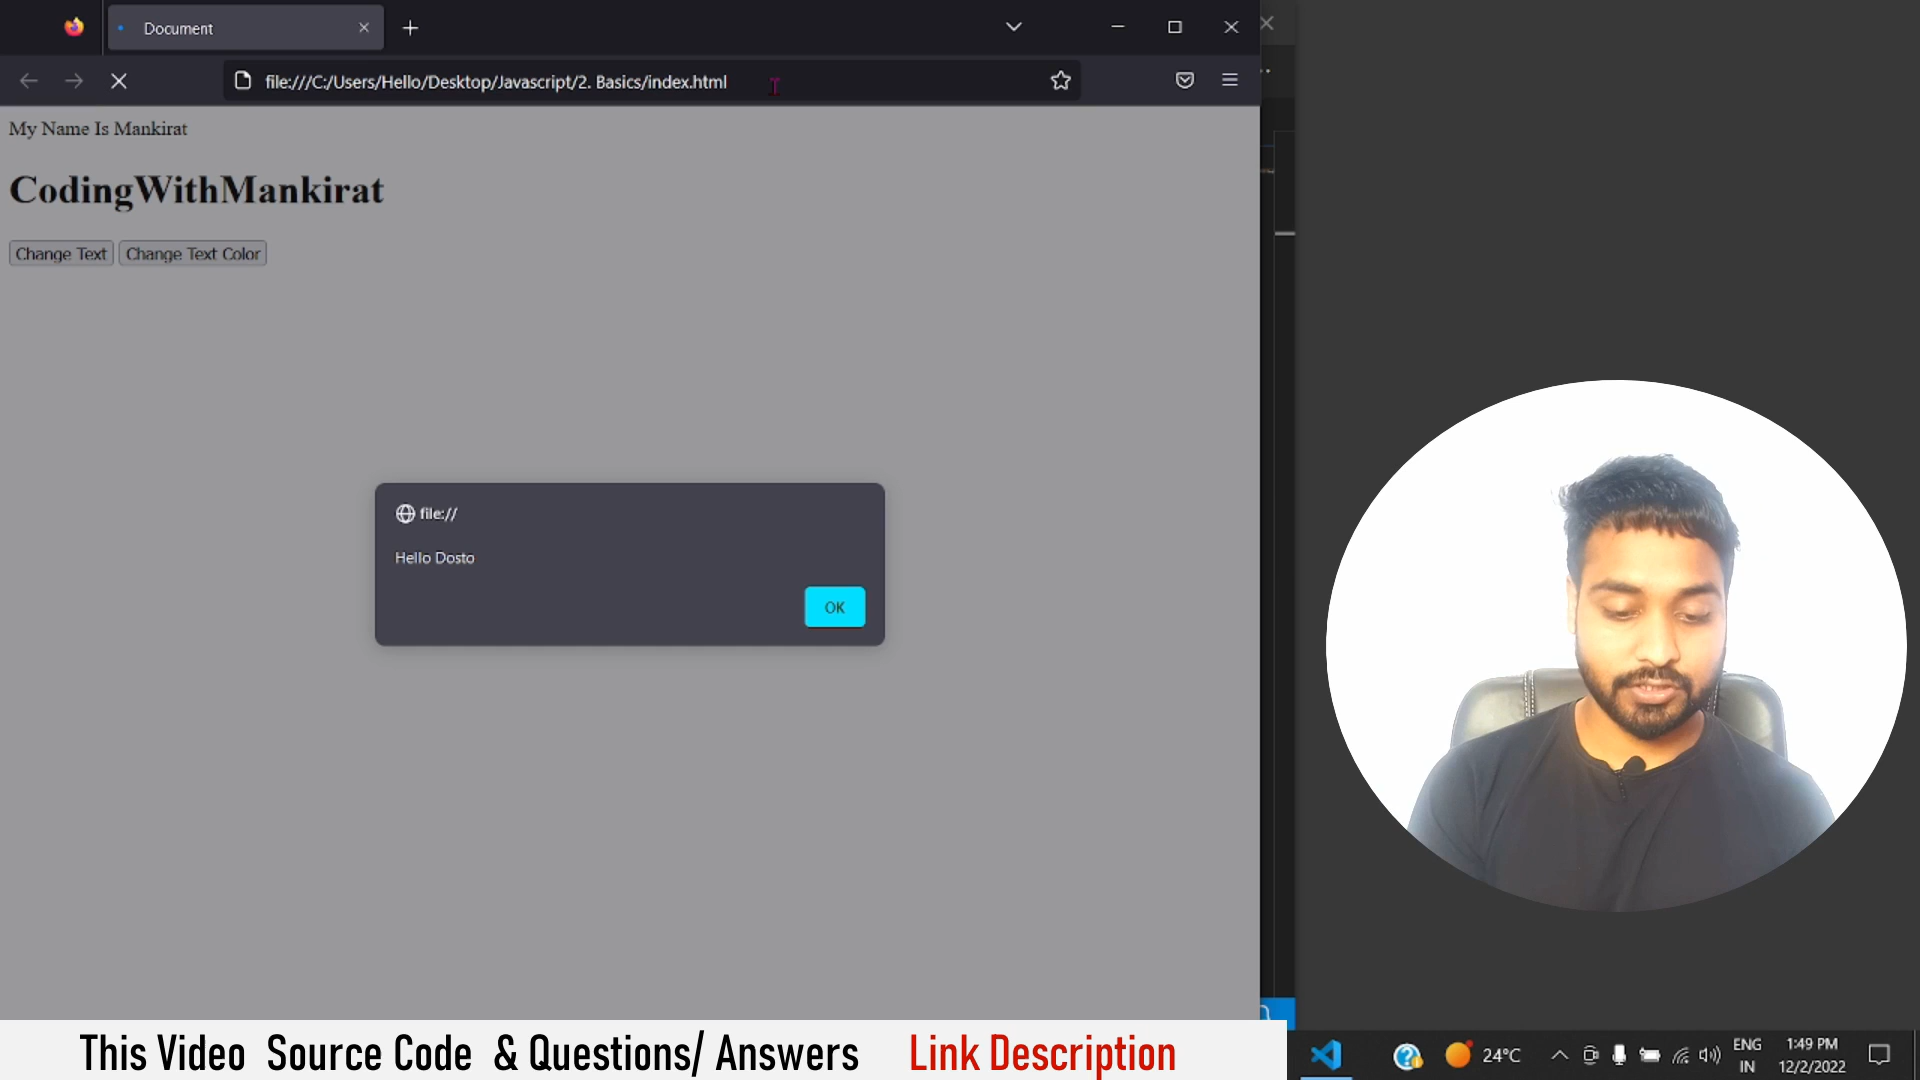 Document
file:///C:/Users/Hello/Desktop/Javascript/2. Basics/index.html
My Name Is Mankirat
CodingWithMankirat
Change Text Change Text Color
file://
Hello Dosto
OK
This Video Source Code & Questions/ Answers Link Description
24°C
ENG
IN
1:49 PM
12/2/2022